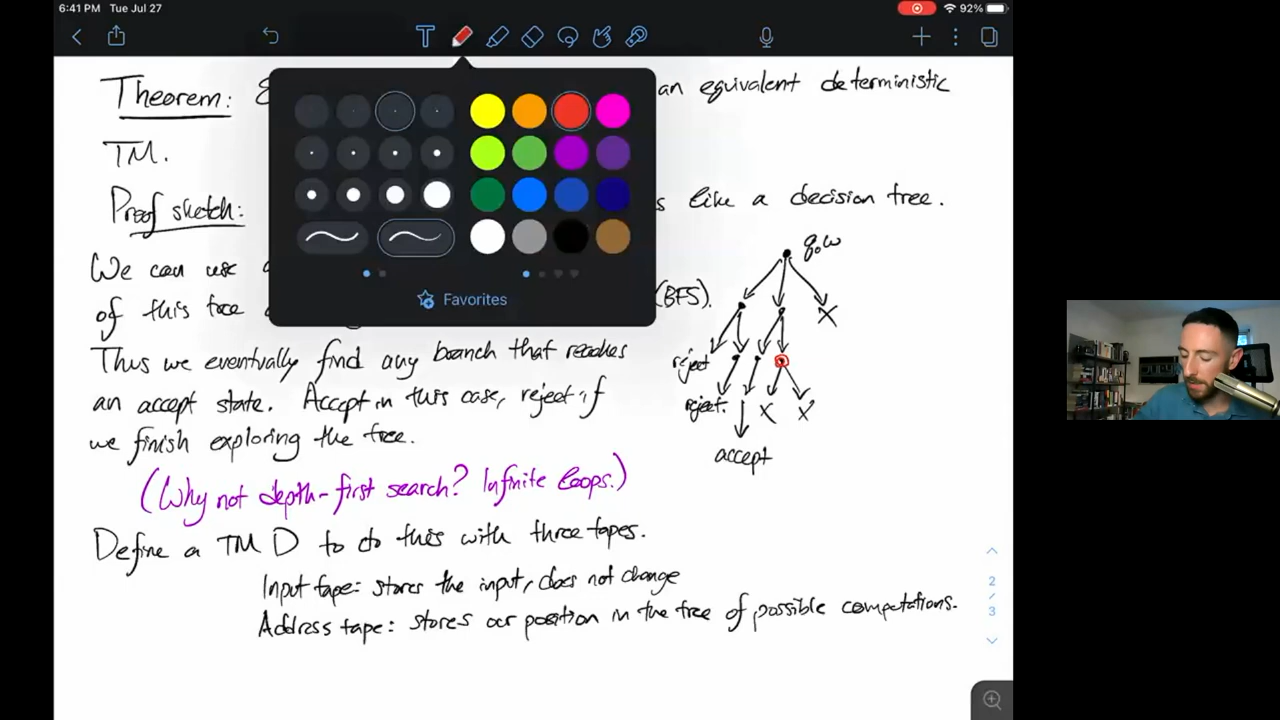 6:41 PM Tue Jul 27
92%
T
Theorem: an equivalent deterministic
TM.
Proof sketch: like a decision tree.
We can use
of this tree (BFS).
Favorites
q₀w
Thus we eventually find any branch that reaches
an accept state. Accept in this case, reject if
we finish exploring the tree.
reject
reject. X X
X
accept
(Why not depth-first search? Infinite loops.)
Define a TM D to do this with three tapes.
Input tape: stores the input, does not change
Address tape: stores our position in the tree of possible computations.
2
/
3